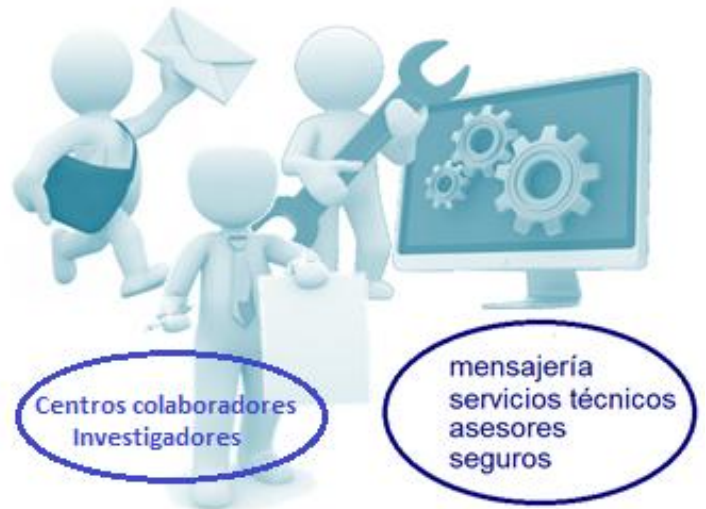 Centros colaboradores
Investigadores
mensajería
servicios técnicos
asesores
seguros